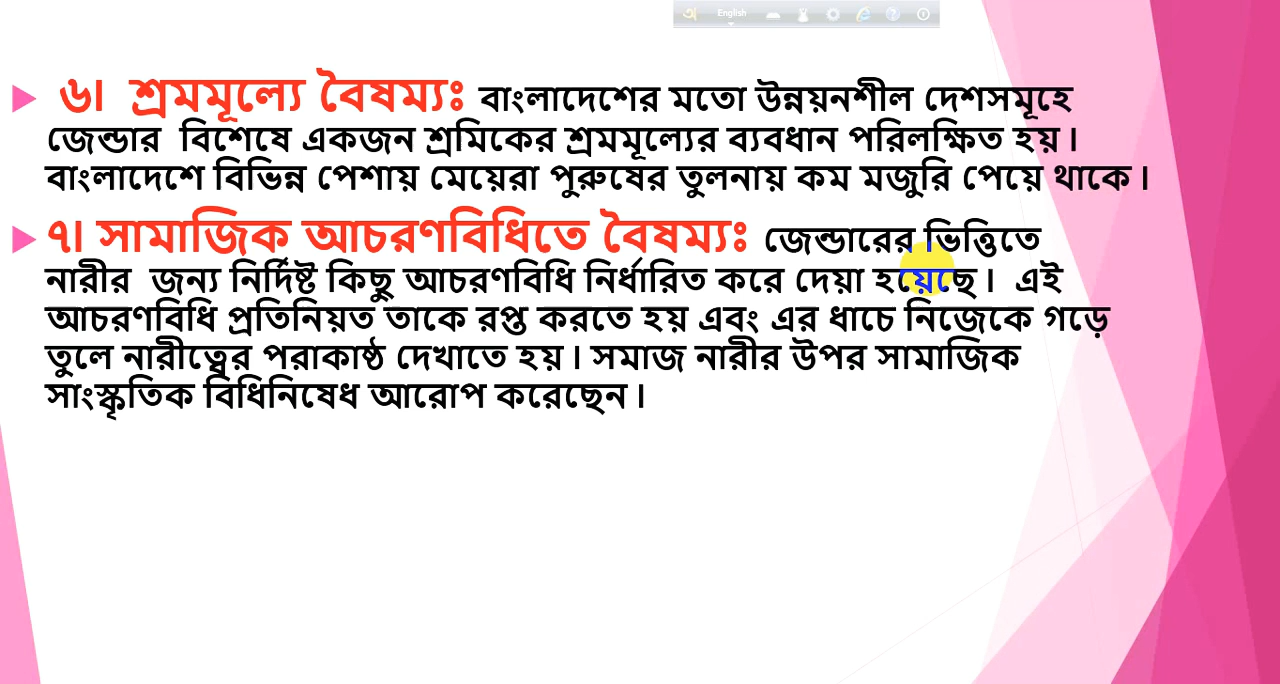 English
৬। শ্রমমূল্যে বৈষম্যঃ বাংলাদেশের মতো উন্নয়নশীল দেশসমূহে
জেন্ডার বিশেষে একজন শ্রমিকের শ্রমমূল্যের ব্যবধান পরিলক্ষিত হয়।
বাংলাদেশে বিভিন্ন পেশায় মেয়েরা পুরুষের তুলনায় কম মজুরি পেয়ে থাকে।
৭। সামাজিক আচরণবিধিতে বৈষম্যঃ জেন্ডারের ভিত্তিতে
নারীর জন্য নির্দিষ্ট কিছু আচরণবিধি নির্ধারিত করে দেয়া হয়েছে। এই
আচরণবিধি প্রতিনিয়ত তাকে রপ্ত করতে হয় এবং এর ধাচে নিজেকে গড়ে
তুলে নারীত্বের পরাকাষ্ঠ দেখাতে হয়। সমাজ নারীর উপর সামাজিক
সাংস্কৃতিক বিধিনিষেধ আরোপ করেছেন।